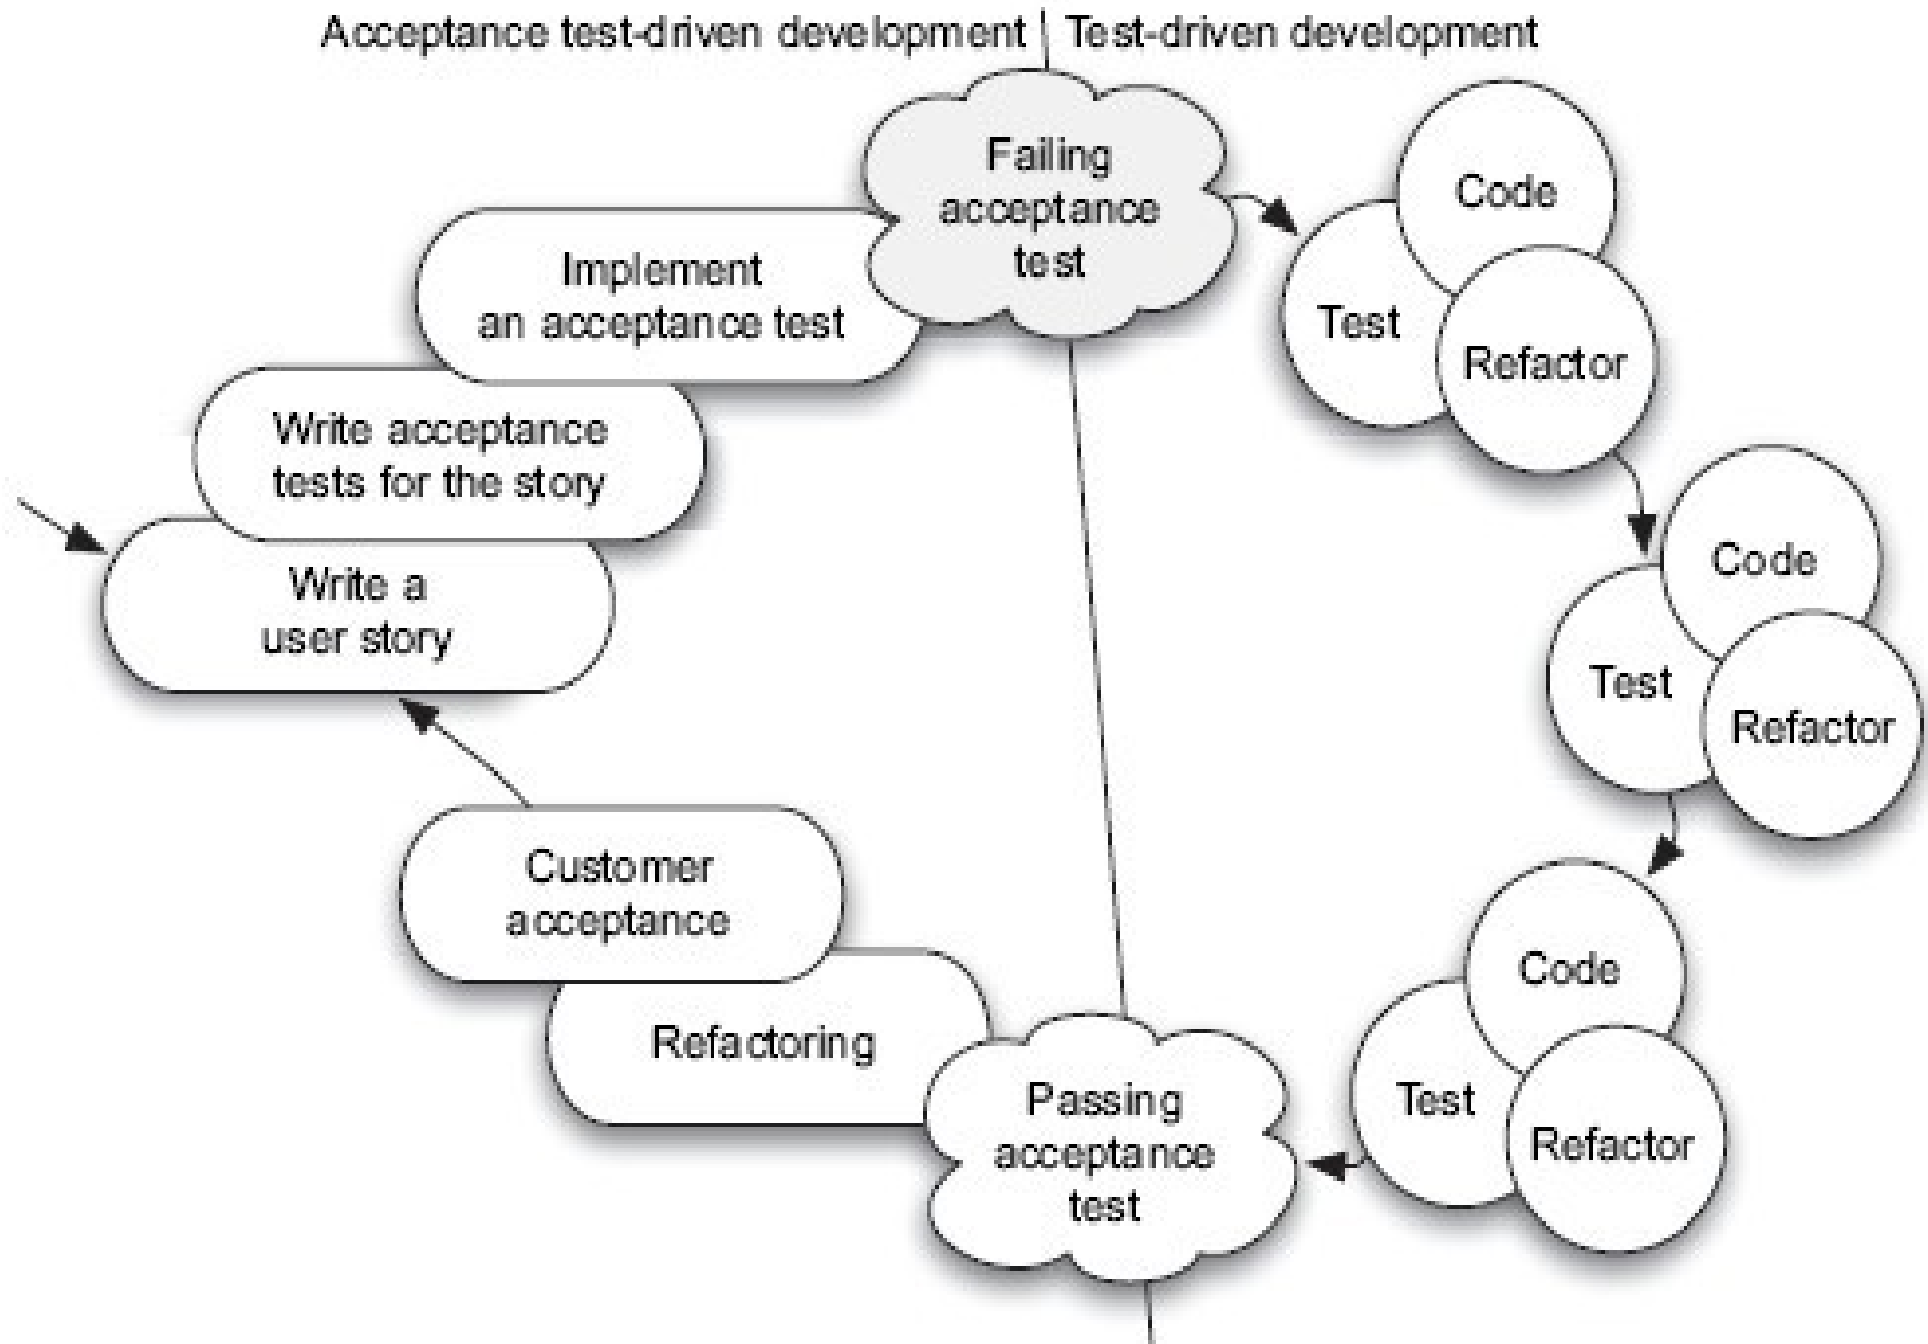 Acceptance test-driven development
Test-driven development
Failing
acceptance
test
Implement
an acceptance test
Write acceptance
tests for the story
Write a
user story
Code
Test
Refactor
Code
Test
Refactor
Code
Test
Refactor
Customer
acceptance
Refactoring
Passing
acceptance
test